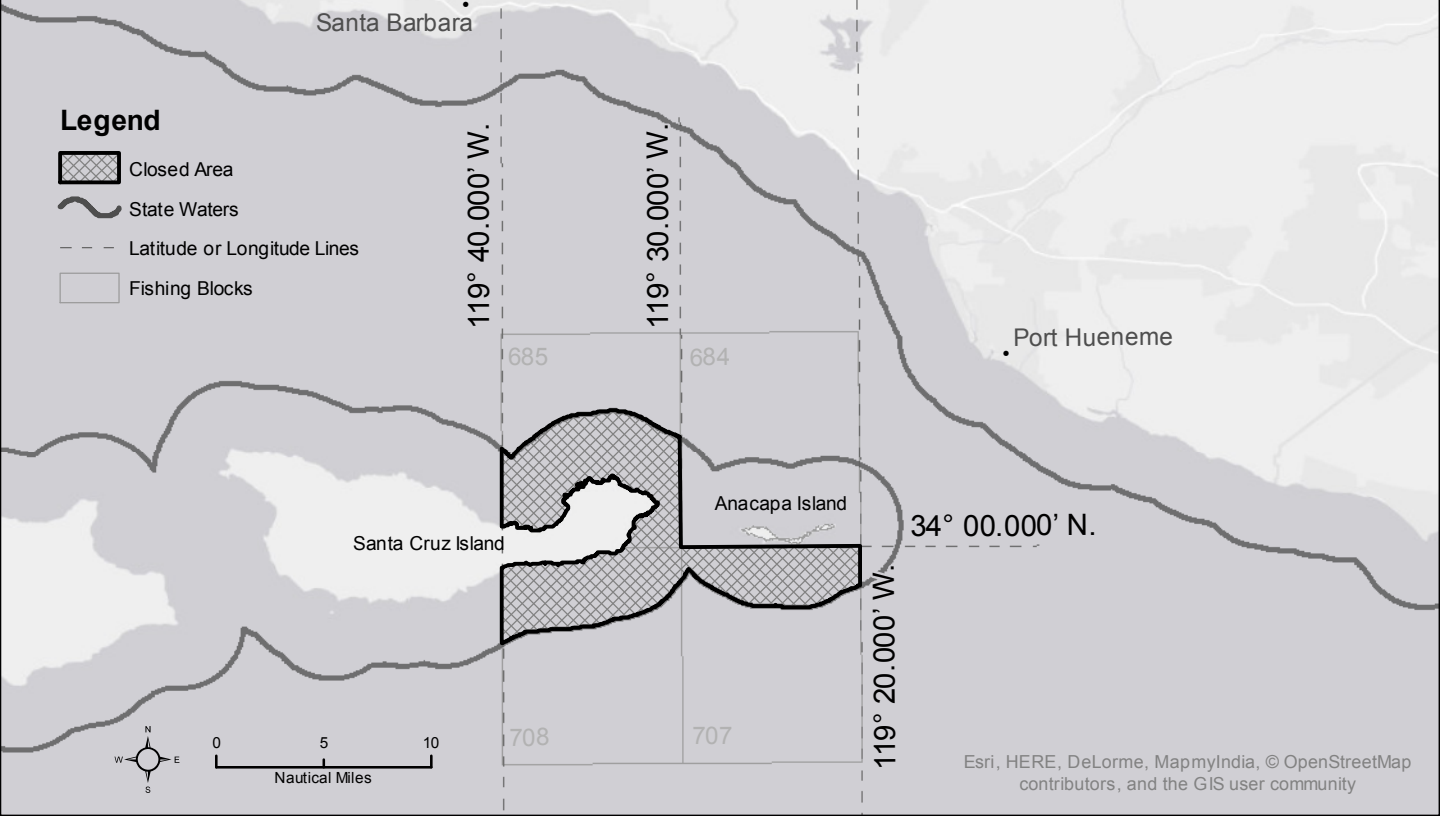 Santa Barbara
Legend
Closed Area
State Waters
Latitude or Longitude Lines
Fishing Blocks
119° 40.000' W.
119° 30.000' W.
685
684
Port Hueneme
Anacapa Island
34° 00.000' N.
Santa Cruz Island
119° 20.000' W.
708
707
N
W
E
S
0
5
10
Nautical Miles
Esri, HERE, DeLorme, MapmyIndia, © OpenStreetMap
contributors, and the GIS user community